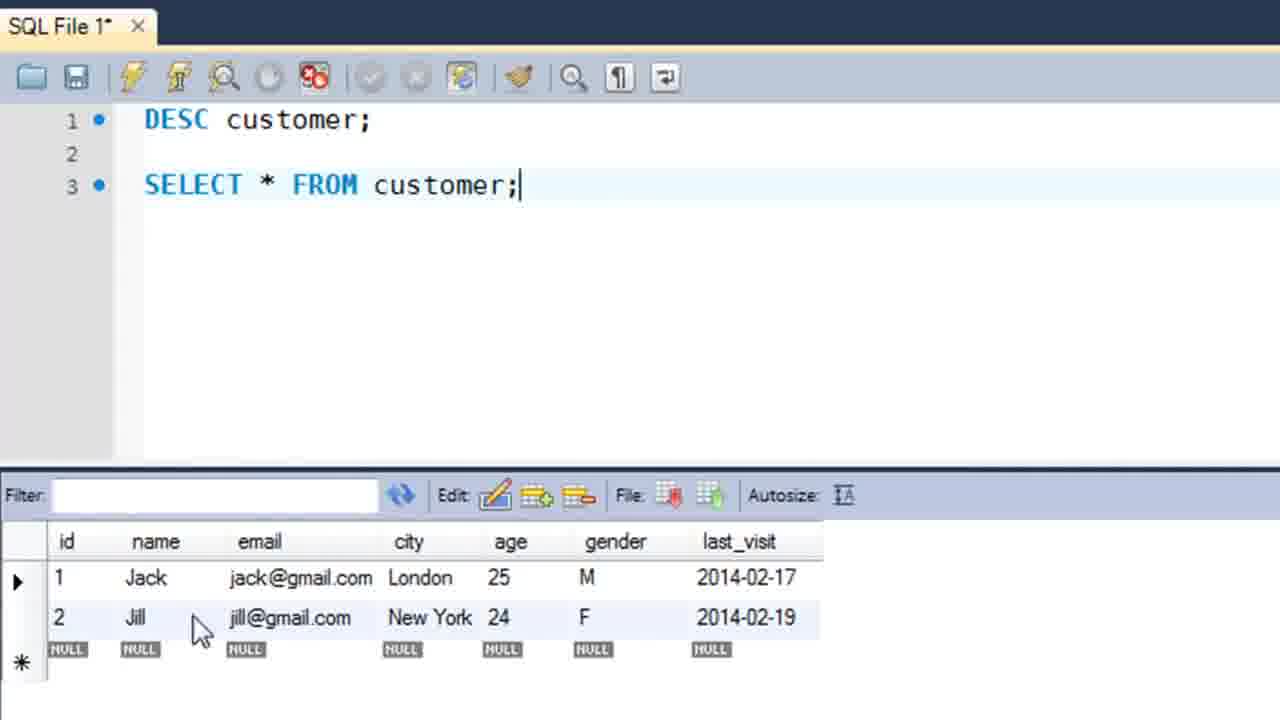 SQL File 1*
1 DESC customer;
2
3 SELECT * FROM customer;
Filter: Edit: File: Autosize:
id name email city age gender last_visit
1 Jack jack@gmail.com London 25 M 2014-02-17
2 Jill jill@gmail.com New York 24 F 2014-02-19
NULL NULL NULL NULL NULL NULL NULL